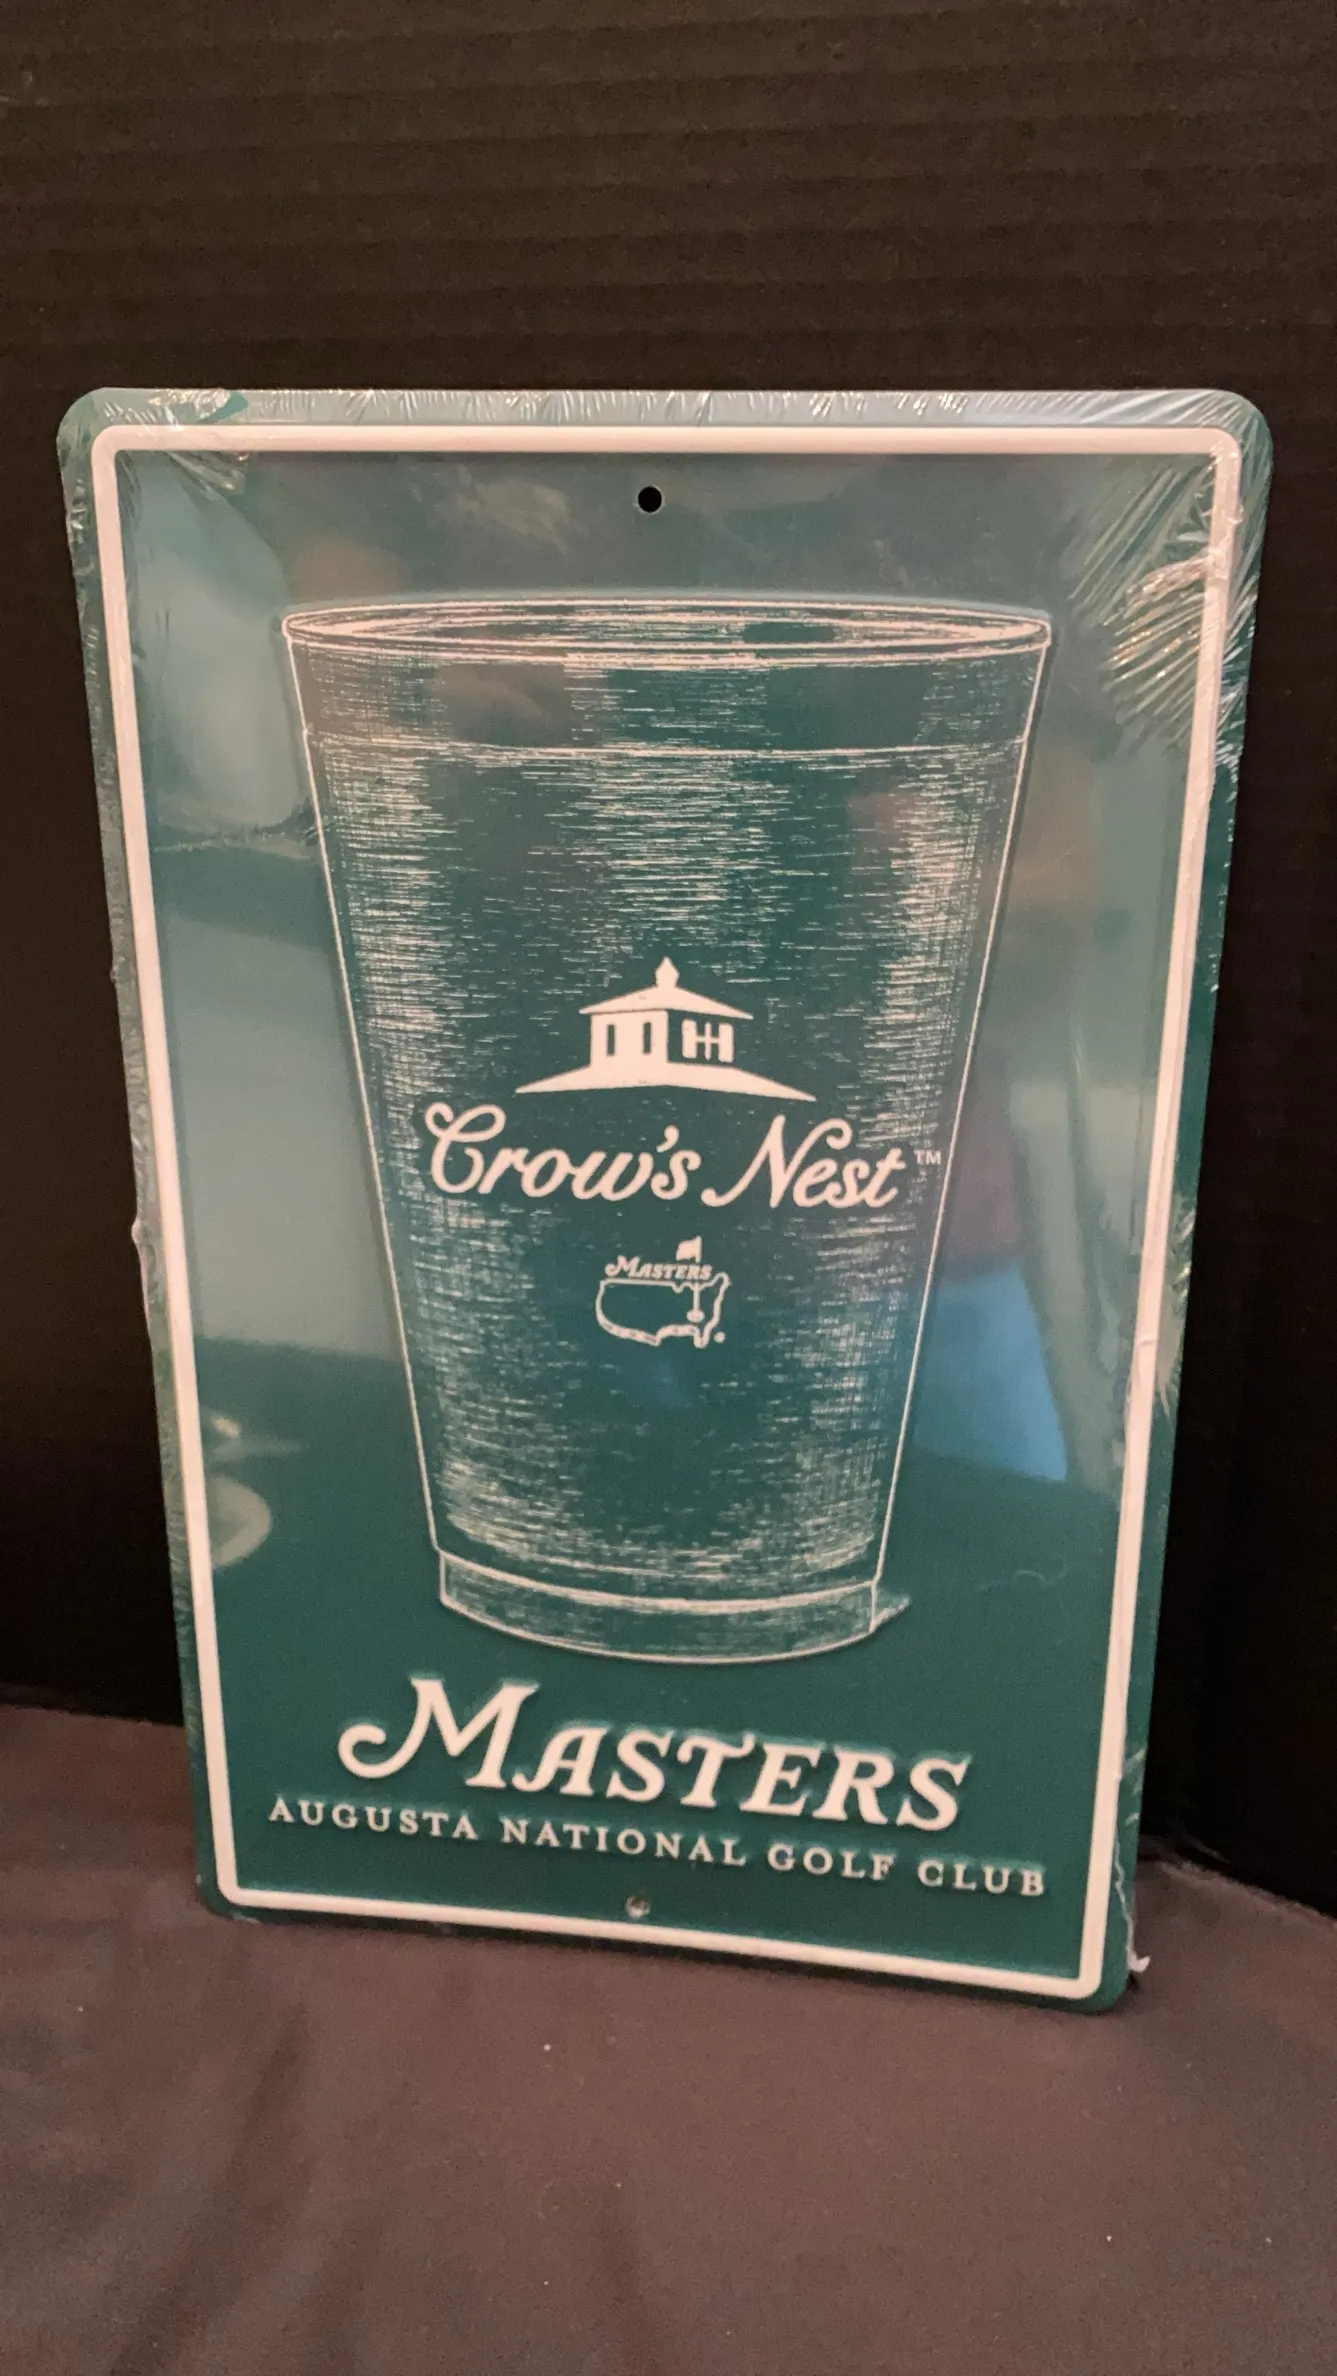 Crow's Nest™
MASTERS
MASTERS
AUGUSTA NATIONAL GOLF CLUB